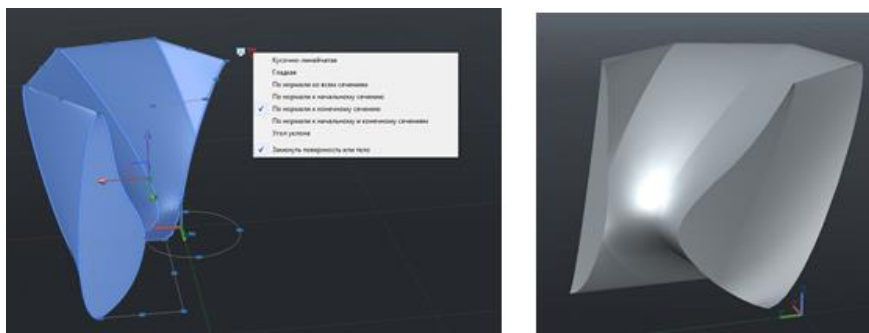 Кусочно-линейчатая
Гладкая
По нормали ко всем сечениям
По нормали к начальному сечению
По нормали к конечному сечению
По нормали к начальному и конечному сечениям
Угол уклона
Замкнуть поверхность или тело